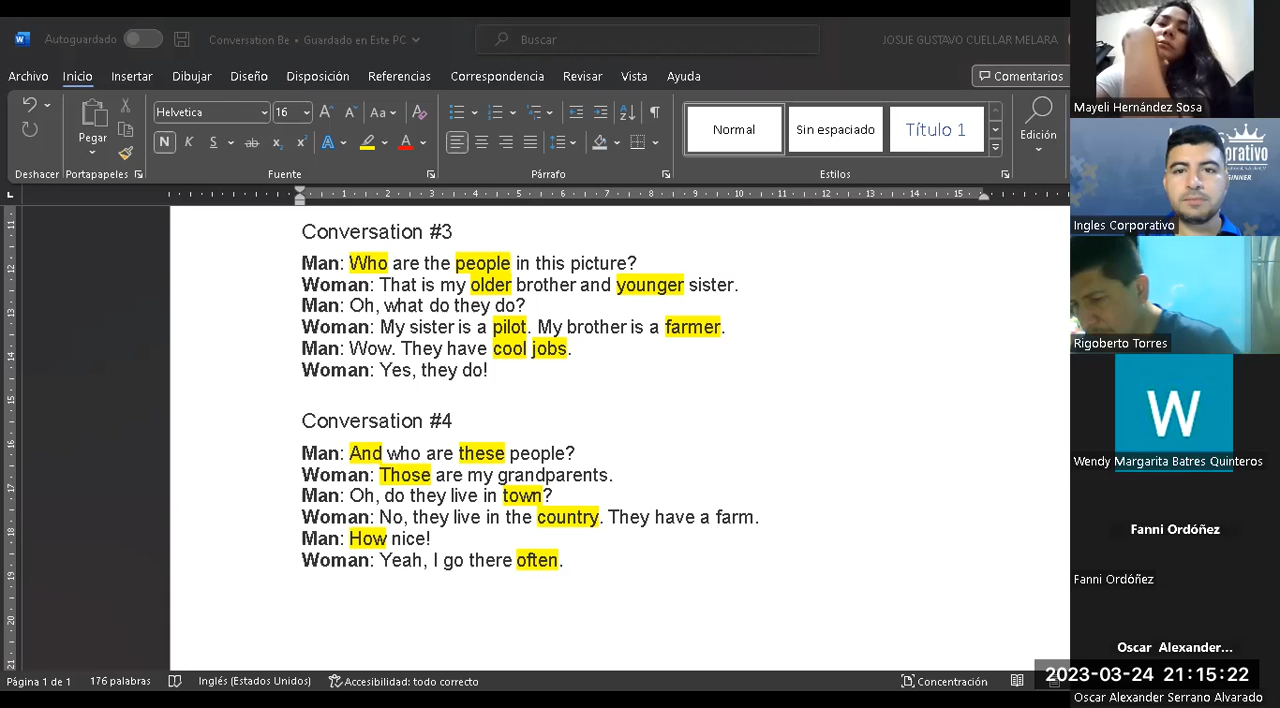 Autoguardado
Conversation Be • Guardado en Este PC
Buscar
JOSUE GUSTAVO CUELLAR MELARA
Archivo Inicio Insertar Dibujar Diseño Disposición Referencias Correspondencia Revisar Vista Ayuda
Comentarios
Helvetica 16
Pegar
Normal
Sin espaciado
Título 1
Edición
Deshacer Portapapeles Fuente Párrafo Estilos
Conversation #3
Man: Who are the people in this picture?
Woman: That is my older brother and younger sister.
Man: Oh, what do they do?
Woman: My sister is a pilot. My brother is a farmer.
Man: Wow. They have cool jobs.
Woman: Yes, they do!
Conversation #4
Man: And who are these people?
Woman: Those are my grandparents.
Man: Oh, do they live in town?
Woman: No, they live in the country. They have a farm.
Man: How nice!
Woman: Yeah, I go there often.
Página 1 de 1 176 palabras Inglés (Estados Unidos) Accesibilidad: todo correcto Concentración
Mayeli Hernández Sosa
Ingles Corporativo
Rigoberto Torres
W
Wendy Margarita Batres Quinteros
Fanni Ordóñez
Fanni Ordóñez
Oscar Alexander...
2023-03-24 21:15:22
Oscar Alexander Serrano Alvarado